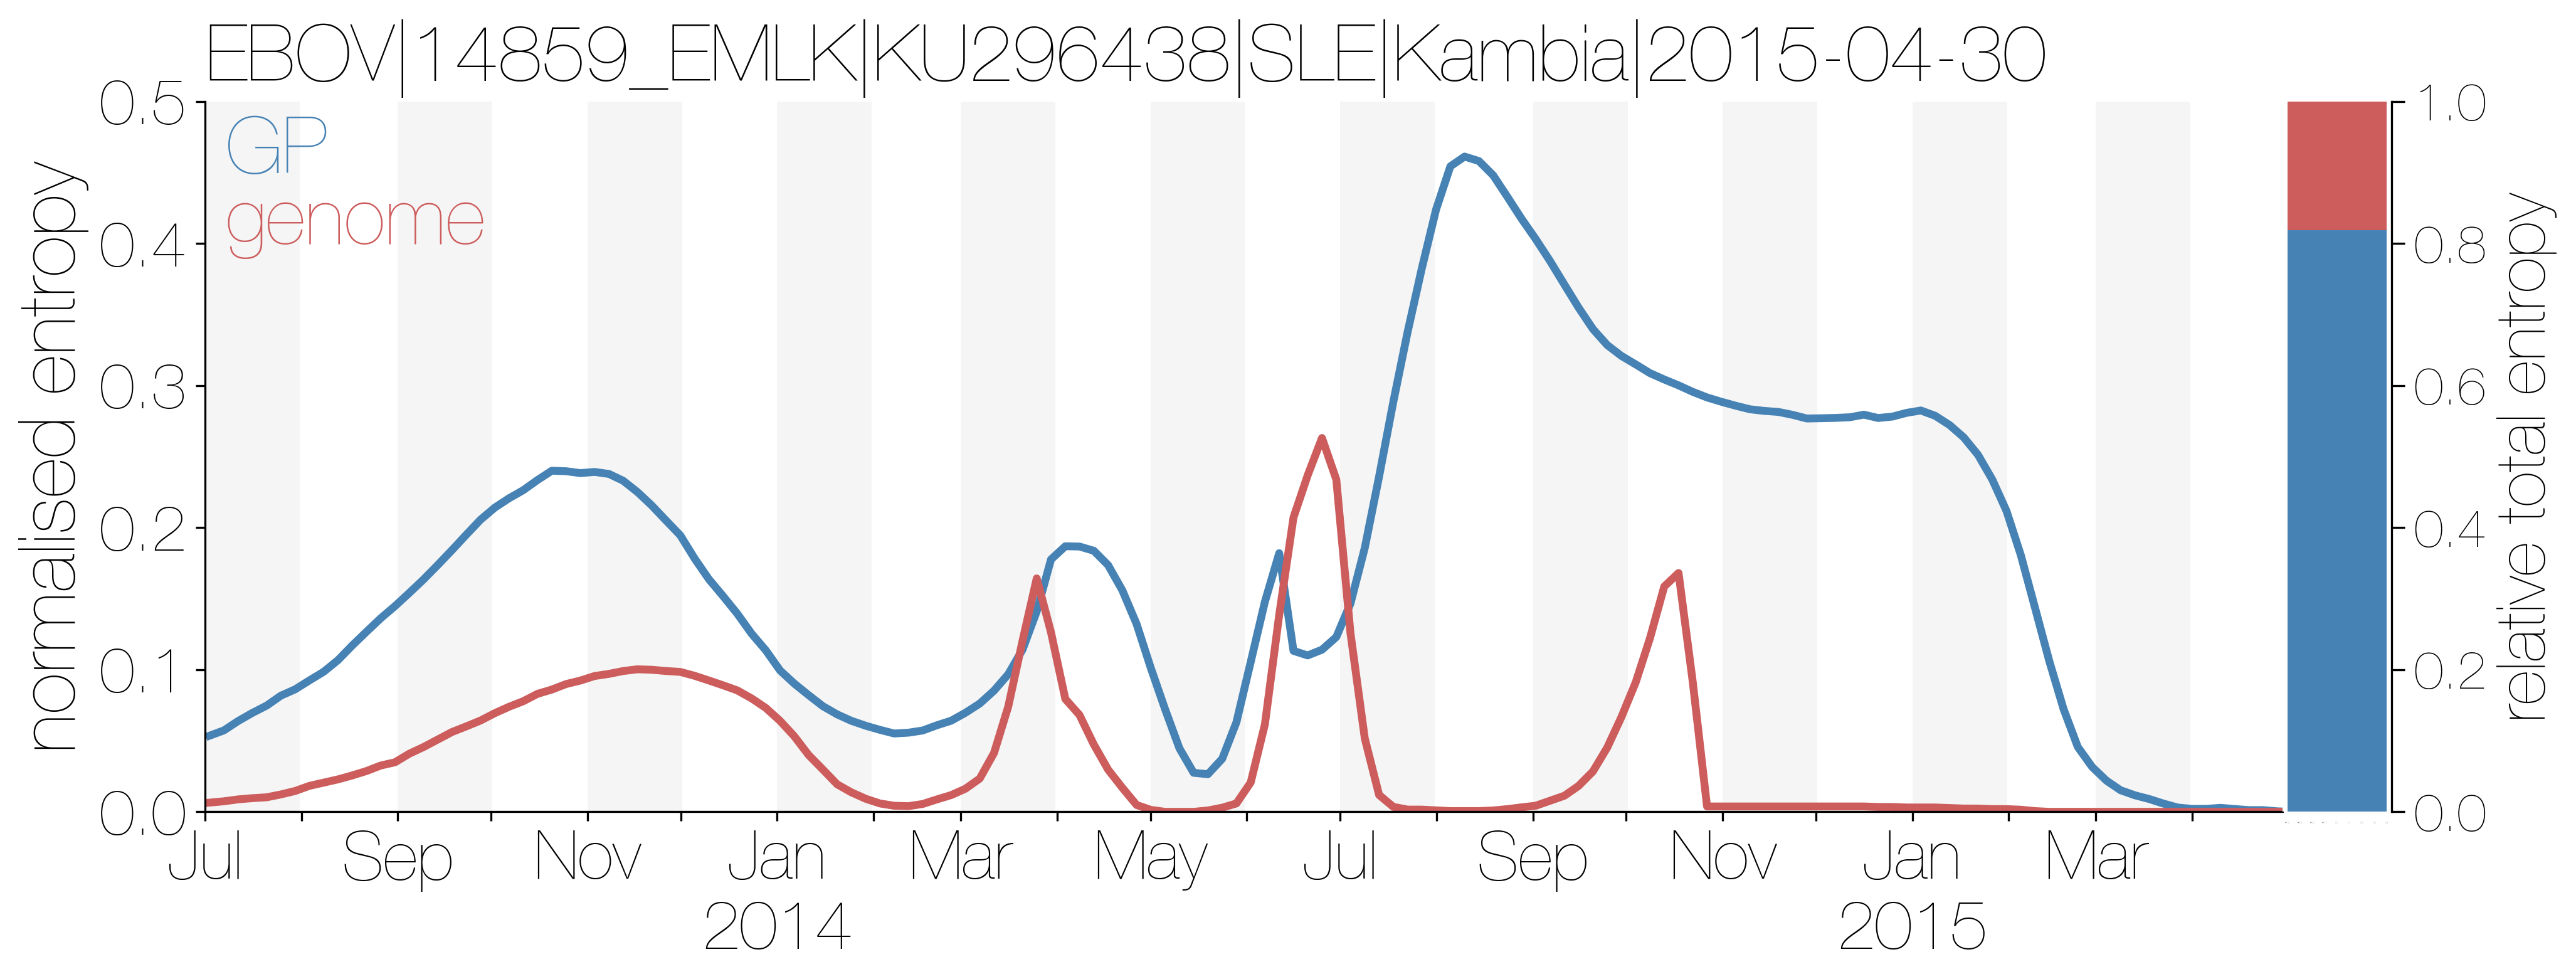 EBOV|14859_EMLK|KU296438|SLE|Kambia|2015-04-30
GP
genome
normalised entropy
0.5
0.4
0.3
0.2
0.1
0.0
Jul Sep Nov Jan Mar May Jul Sep Nov Jan Mar
2014 2015
1.0
0.8
0.6
0.4
0.2
0.0
relative total entropy